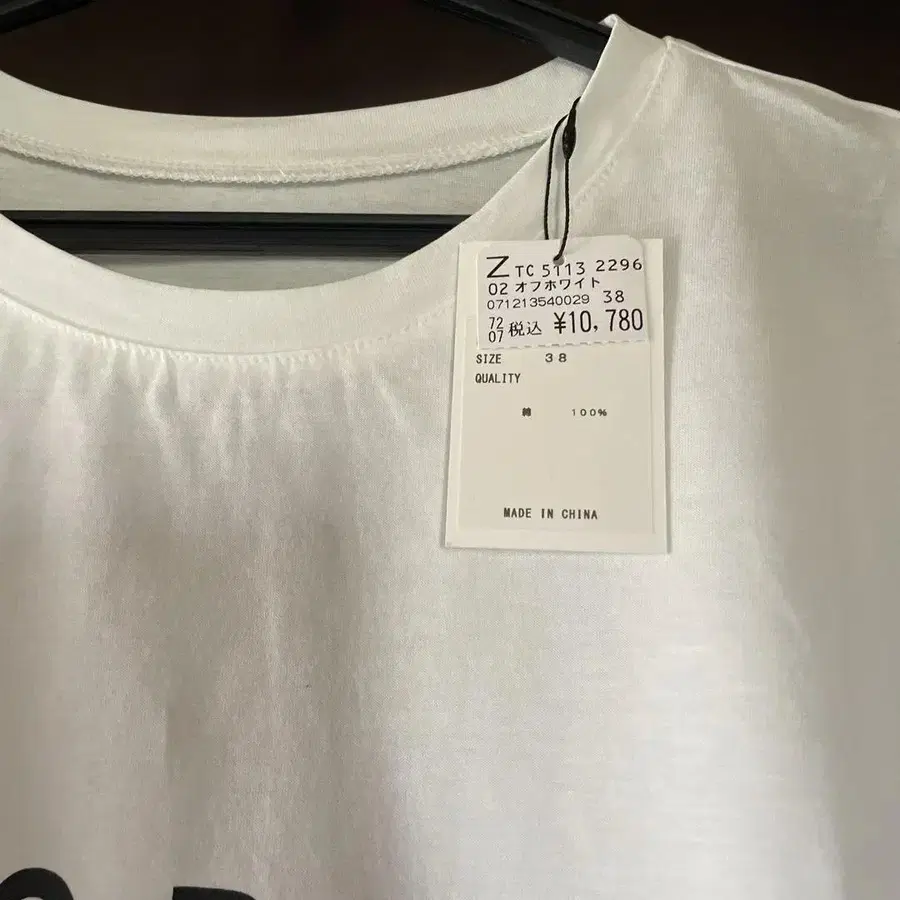 Z TC 5113 2296
02 オフホワイト
071213540029 38
72
07 税込 ¥10,780
SIZE 38
QUALITY
綿 100%
MADE IN CHINA